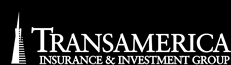 TRANSAMERICA
INSURANCE & INVESTMENT GROUP